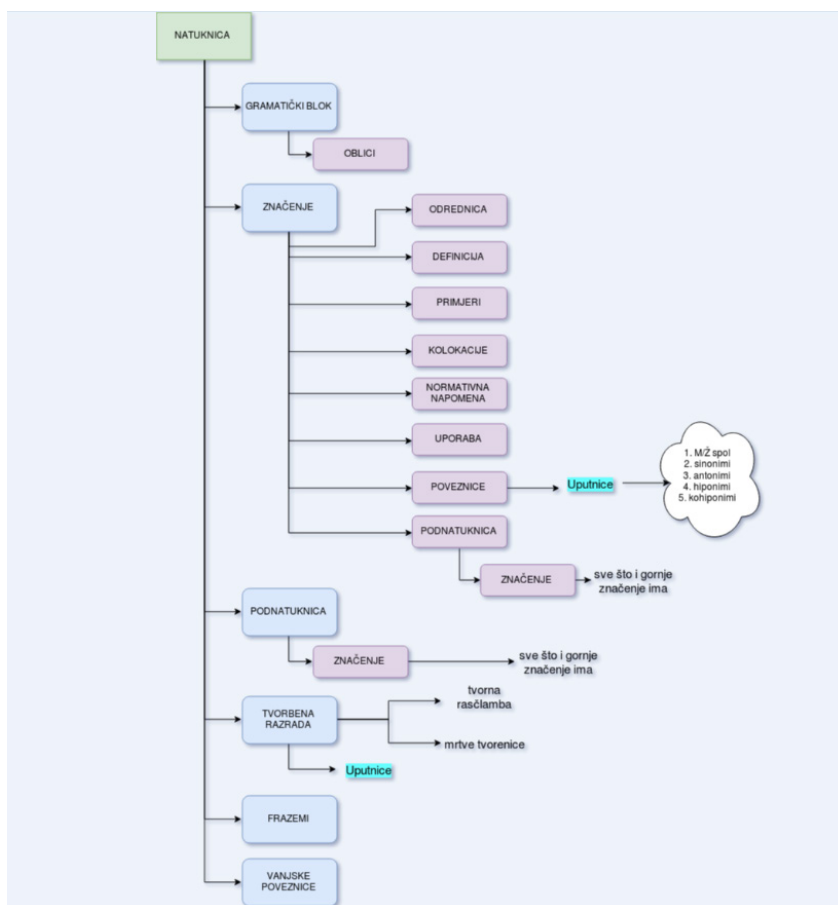 NATUKNICA
GRAMATIČKI BLOK
OBLICI
ZNAČENJE
ODREDNICA
DEFINICIJA
PRIMJERI
KOLOKACIJE
NORMATIVNA
NAPOMENA
UPORABA
POVEZNICE
Uputnice
1. M/Ž spol
2. sinonimi
3. antonimi
4. hiponimi
5. kohiponimi
PODNATUKNICA
ZNAČENJE
sve što i gornje
značenje ima
PODNATUKNICA
ZNAČENJE
sve što i gornje
značenje ima
TVORBENA
RAZRADA
tvorna
rasčlamba
mrtve tvorenice
Uputnice
FRAZEMI
VANJSKE
POVEZNICE